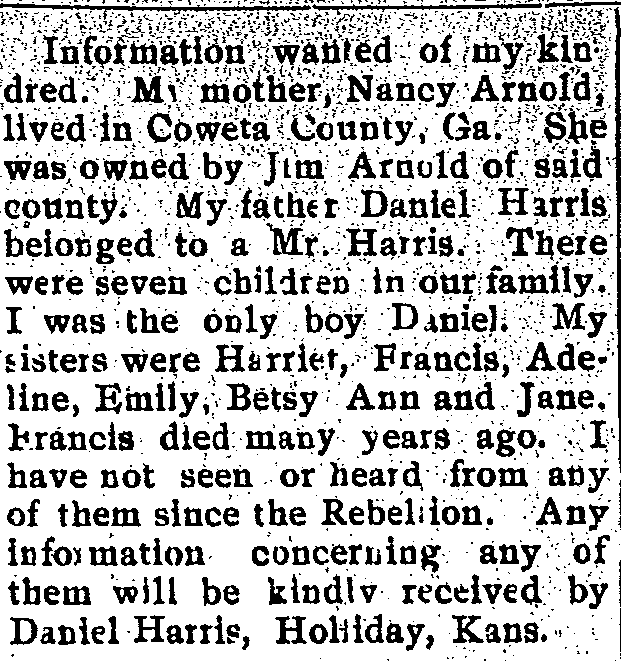 Information wanted of my kin-
dred. My mother, Nancy Arnold,
lived in Coweta County, Ga. She
was owned by Jim Arnold of said
county. My father Daniel Harris
belonged to a Mr. Harris. There
were seven children in our family.
I was the only boy Daniel. My
sisters were Harriet, Francis, Ade-
line, Emily, Betsy Ann and Jane.
Francis died many years ago. I
have not seen or heard from any
of them since the Rebellion. Any
information concerning any of
them will be kindly received by
Daniel Harris, Holliday, Kans.